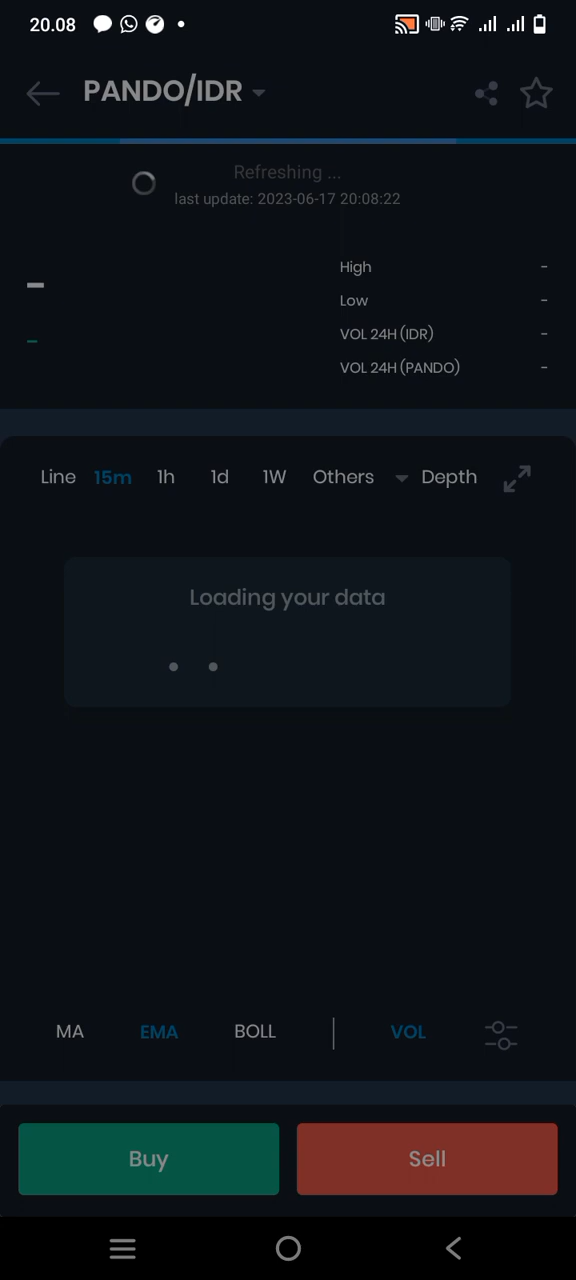 20.08
PANDO/IDR
Refreshing ...
last update: 2023-06-17 20:08:22
High -
Low -
VOL 24H (IDR) -
VOL 24H (PANDO) -
Line 15m 1h 1d 1W Others Depth
Loading your data
MA EMA BOLL VOL
Buy Sell